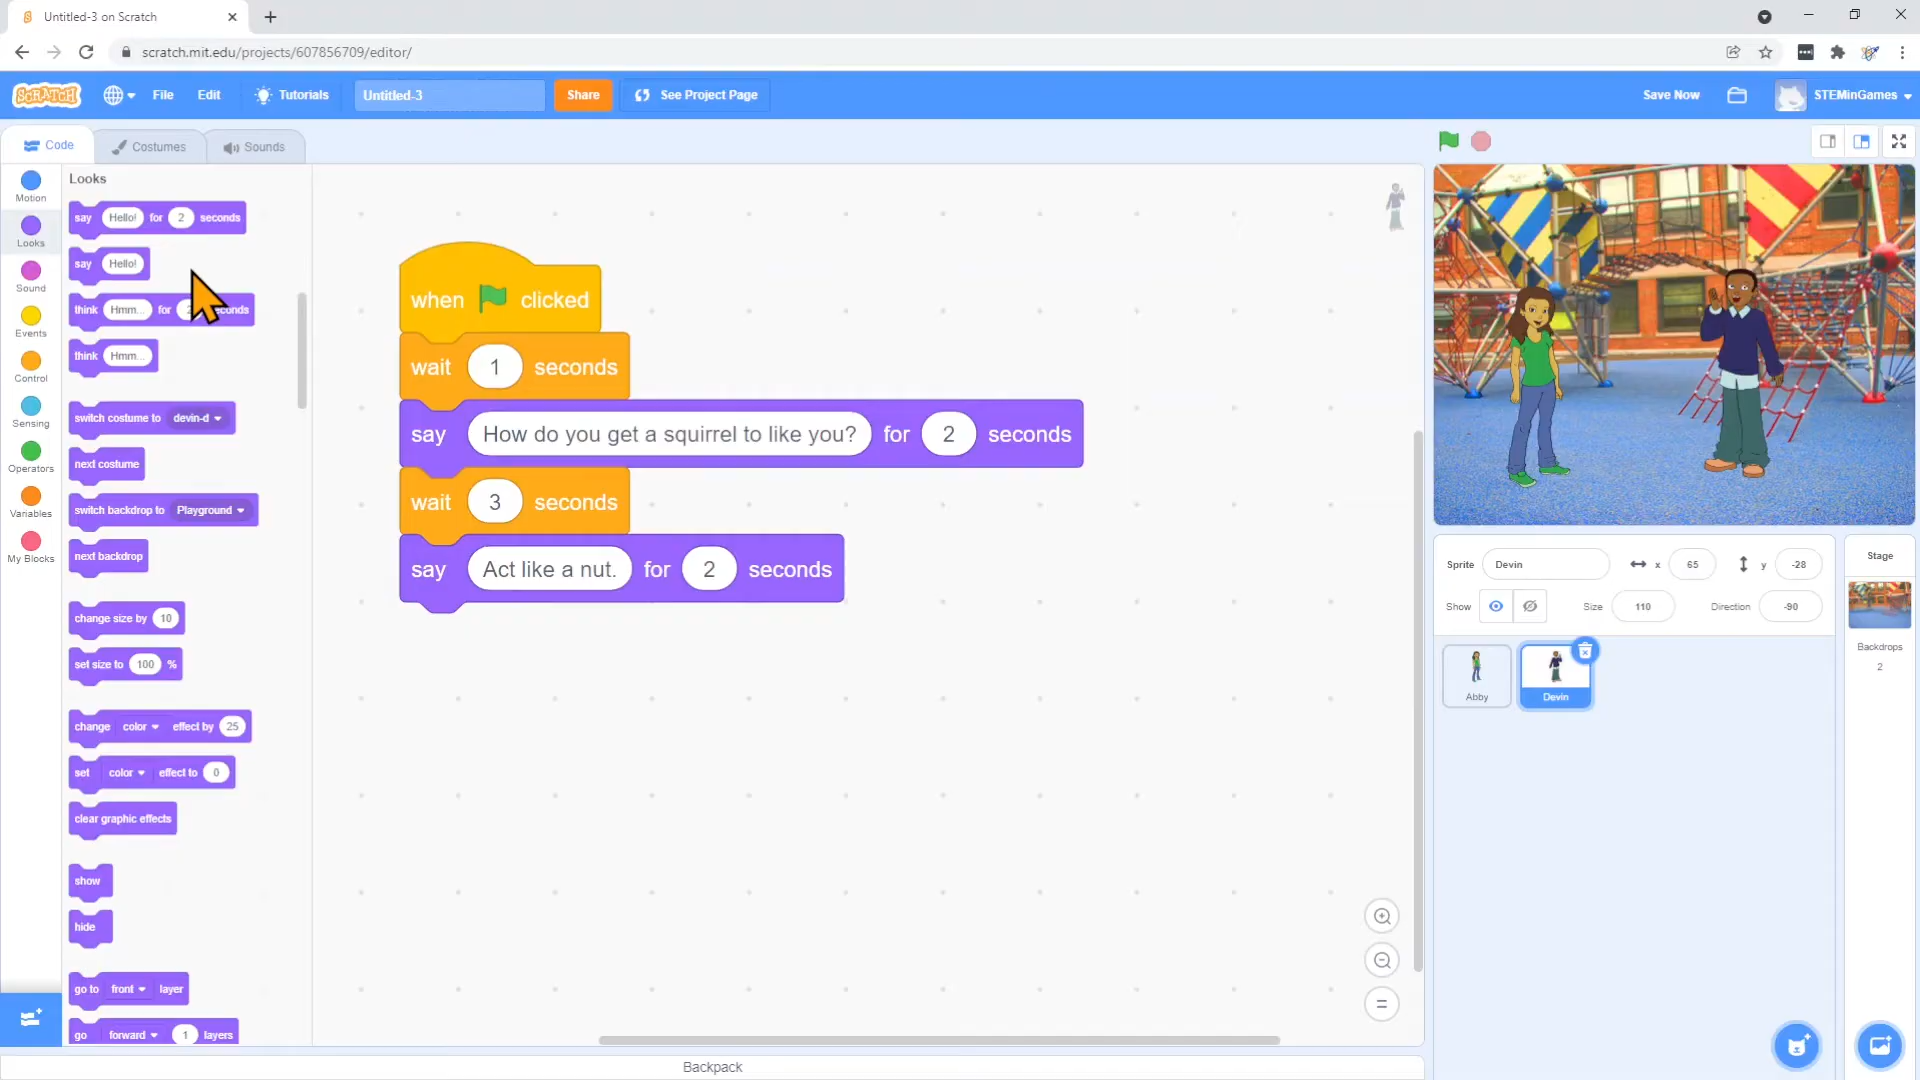 Untitled-3 on Scratch
scratch.mit.edu/projects/607856709/editor/
SCRATCH
File
Edit
Tutorials
Untitled-3
Share
See Project Page
Save Now
STEMinGames
Code
Costumes
Sounds
Motion
Looks
Sound
Events
Control
Sensing
Operators
Variables
My Blocks
Looks
say Hello! for 2 seconds
say Hello!
think Hmm... for
think Hmm...
switch costume to devin-d
next costume
switch backdrop to Playground
next backdrop
change size by 10
set size to 100 %
change color effect by 25
set color effect to 0
clear graphic effects
show
hide
go to front layer
go forward 1 layers
when clicked
wait 1 seconds
say How do you get a squirrel to like you? for 2 seconds
wait 3 seconds
say Act like a nut. for 2 seconds
Backpack
Sprite Devin x 65 y -28
Show Size 110 Direction -90
Abby
Devin
Stage
Backdrops
2